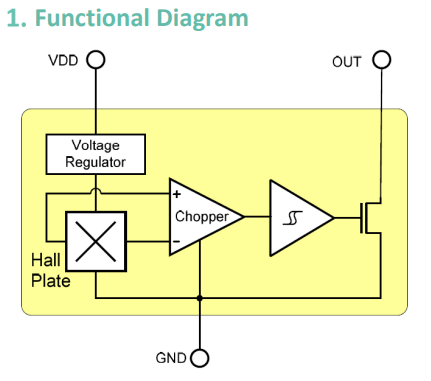 1. Functional Diagram
VDD
OUT
Voltage
Regulator
+
Chopper
−
Hall
Plate
GND